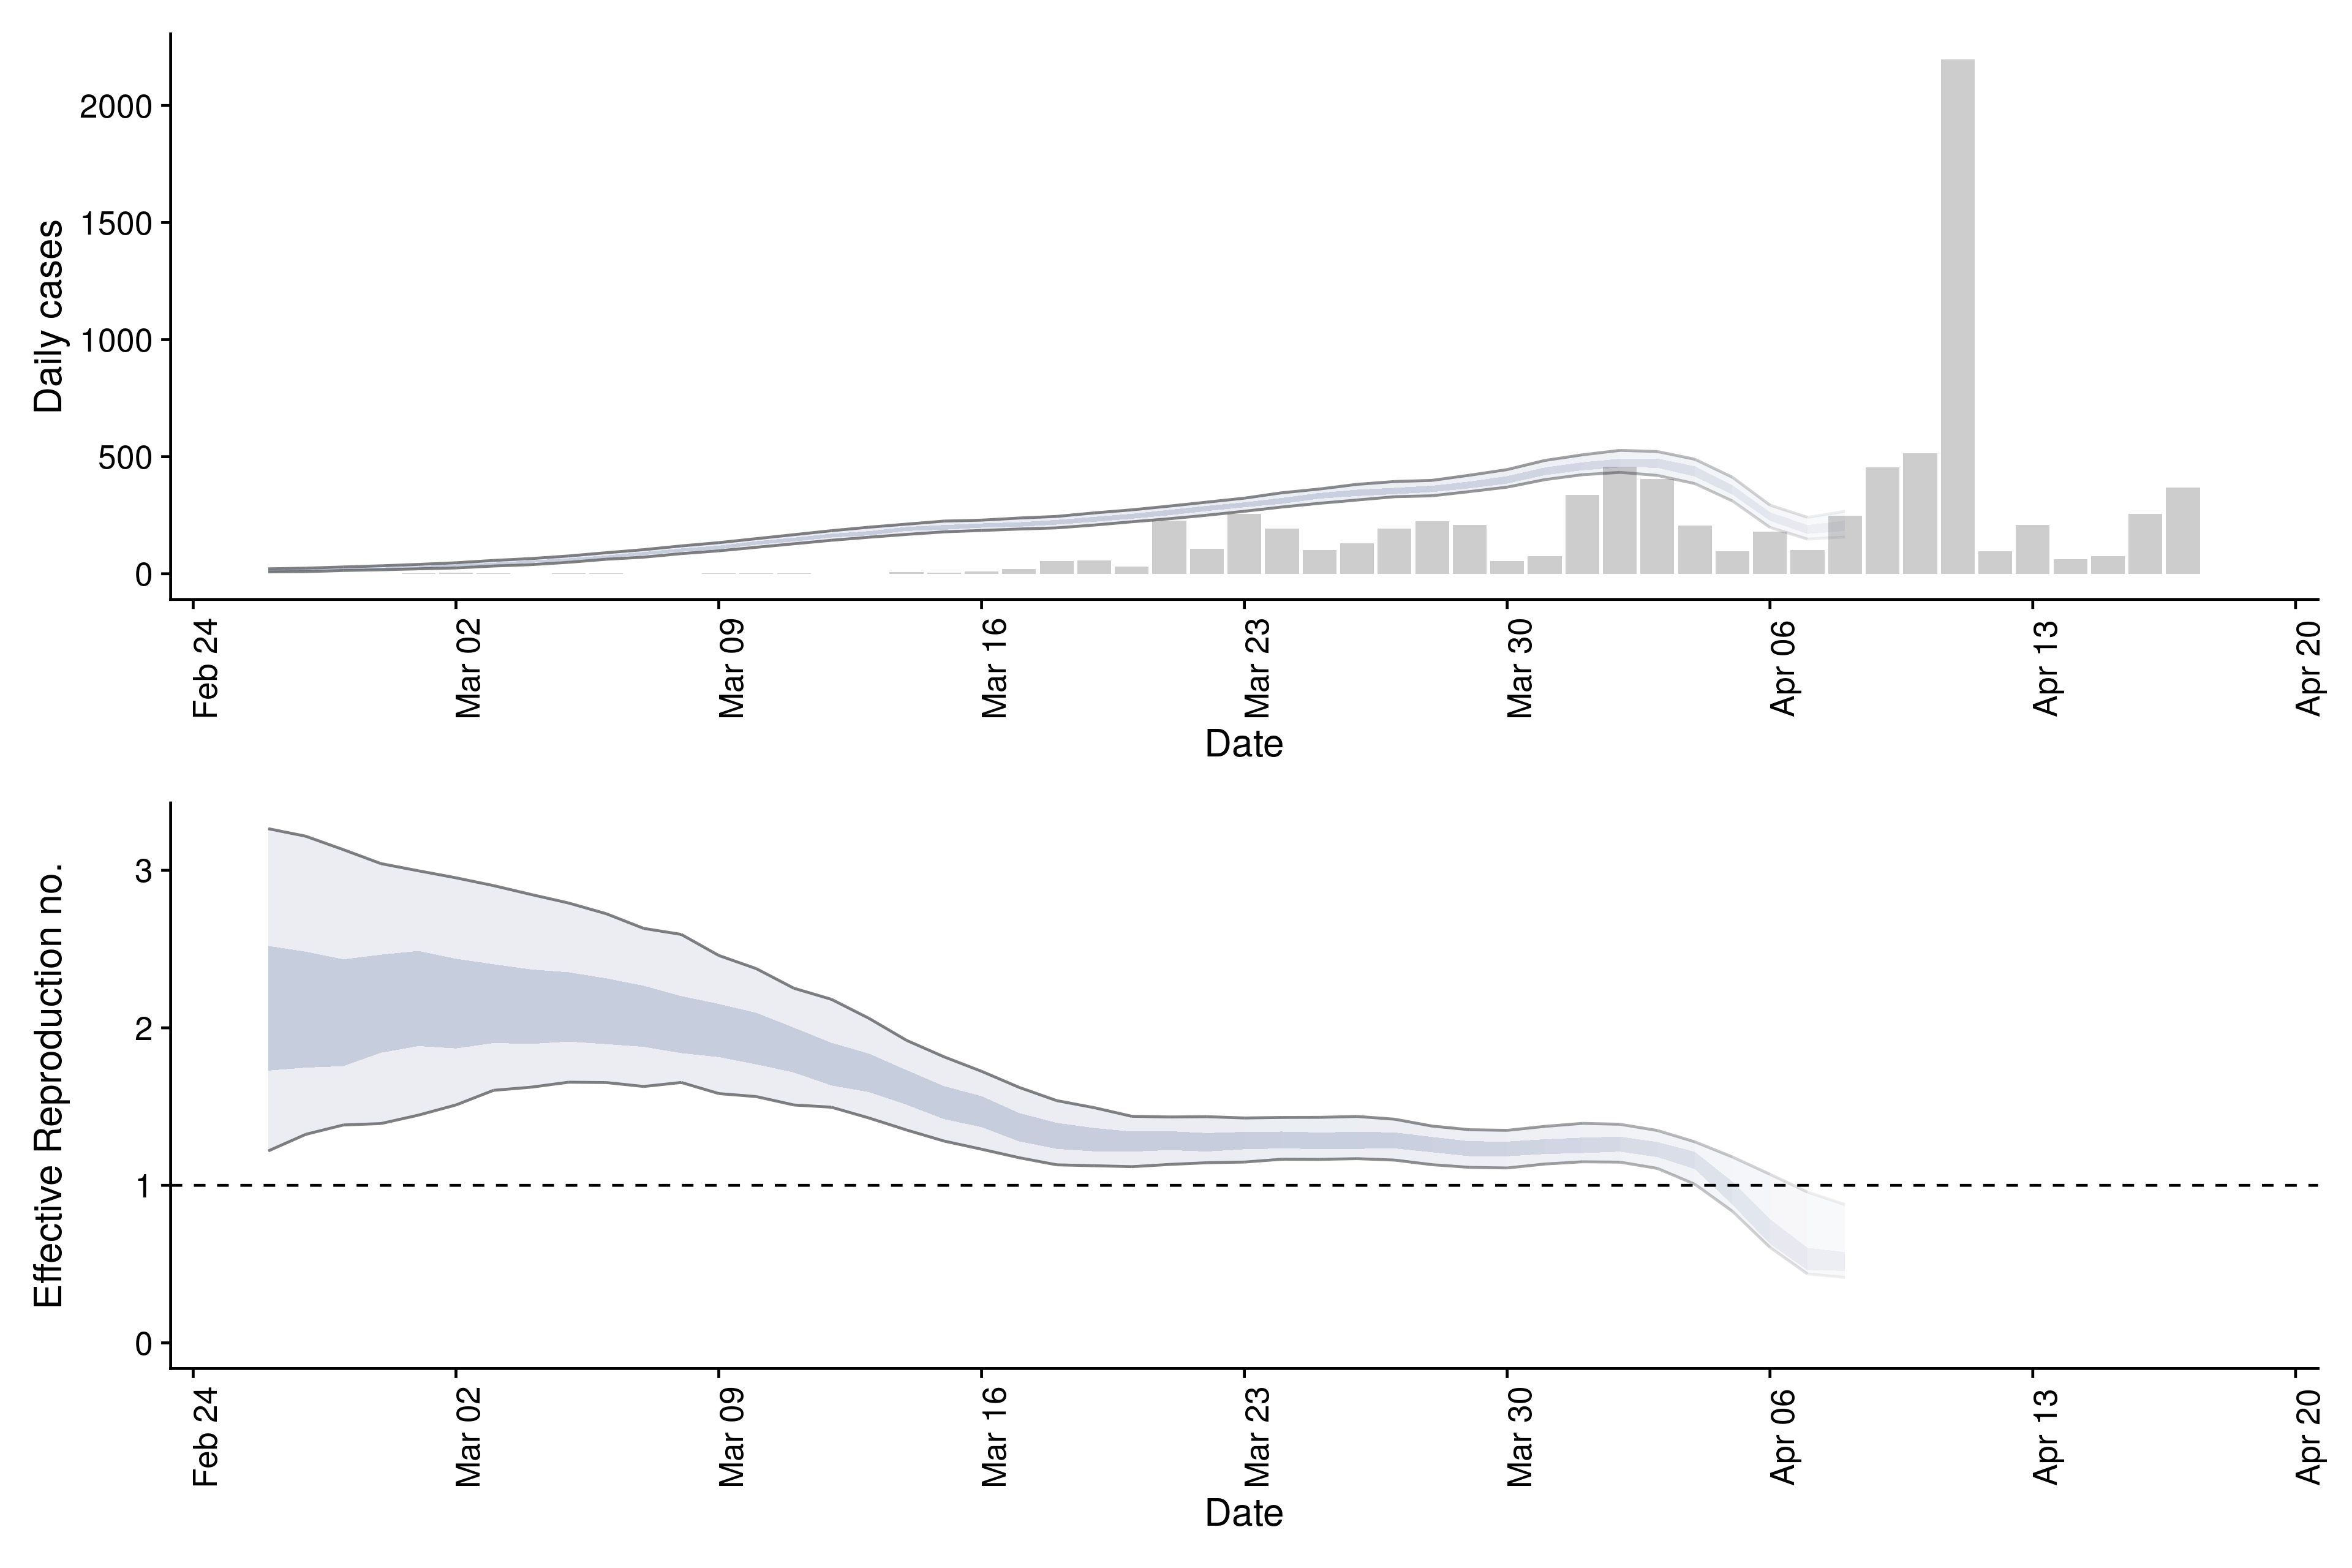 Daily cases
2000
1500
1000
500
0
Feb 24
Mar 02
Mar 09
Mar 16
Mar 23
Mar 30
Apr 06
Apr 13
Apr 20
Date
Effective Reproduction no.
3
2
1
0
Feb 24
Mar 02
Mar 09
Mar 16
Mar 23
Mar 30
Apr 06
Apr 13
Apr 20
Date